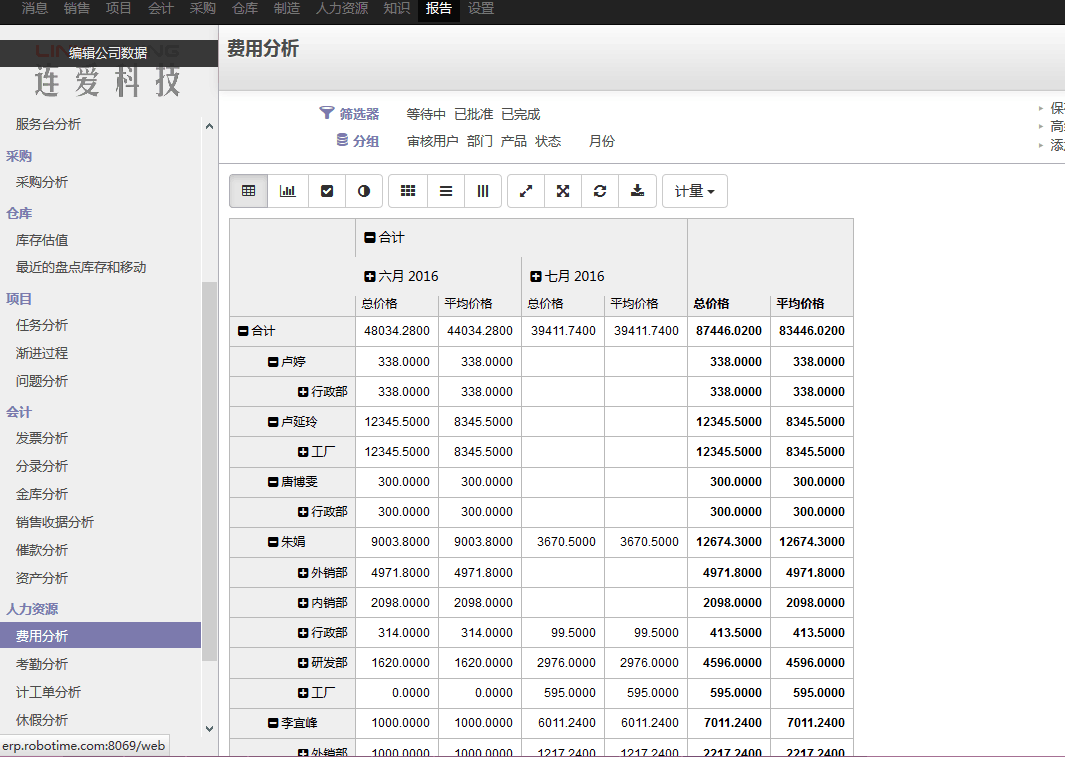 消息 销售 项目 会计 采购 仓库 制造 人力资源 知识 报告 设置
编辑公司数据
连爱科技
服务台分析
采购
采购分析
仓库
库存估值
最近的盘点库存和移动
项目
任务分析
渐进过程
问题分析
会计
发票分析
分录分析
金库分析
销售收据分析
催款分析
资产分析
人力资源
费用分析
考勤分析
计工单分析
休假分析
erp.robotime.com:8069/web
费用分析
筛选器 等待中 已批准 已完成
分组 审核用户 部门 产品 状态 月份
计量
合计
六月 2016 七月 2016
总价格 平均价格 总价格 平均价格 总价格 平均价格
合计 48034.2800 44034.2800 39411.7400 39411.7400 87446.0200 83446.0200
卢婷 338.0000 338.0000 338.0000 338.0000
行政部 338.0000 338.0000 338.0000 338.0000
卢延玲 12345.5000 8345.5000 12345.5000 8345.5000
工厂 12345.5000 8345.5000 12345.5000 8345.5000
唐博雯 300.0000 300.0000 300.0000 300.0000
行政部 300.0000 300.0000 300.0000 300.0000
朱娟 9003.8000 9003.8000 3670.5000 3670.5000 12674.3000 12674.3000
外销部 4971.8000 4971.8000 4971.8000 4971.8000
内销部 2098.0000 2098.0000 2098.0000 2098.0000
行政部 314.0000 314.0000 99.5000 99.5000 413.5000 413.5000
研发部 1620.0000 1620.0000 2976.0000 2976.0000 4596.0000 4596.0000
工厂 0.0000 0.0000 595.0000 595.0000 595.0000 595.0000
李宜峰 1000.0000 1000.0000 6011.2400 6011.2400 7011.2400 7011.2400
外销部 1000.0000 1000.0000 1217.2400 1217.2400 2217.2400 2217.2400